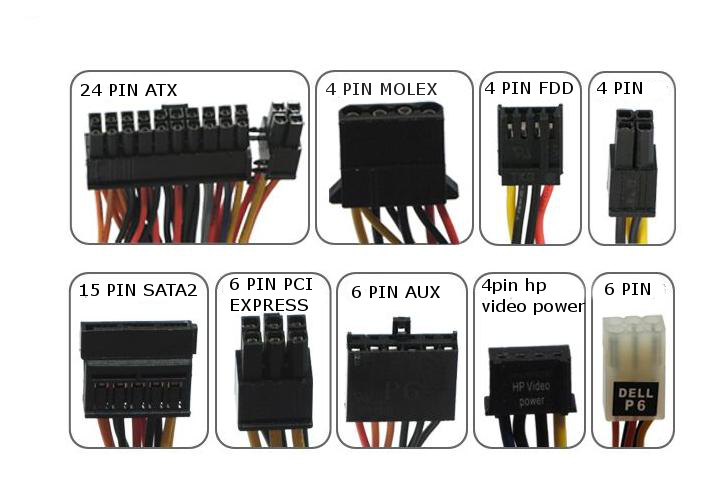 24 PIN ATX
4 PIN MOLEX
4 PIN FDD
4 PIN
15 PIN SATA2
6 PIN PCI
EXPRESS
6 PIN AUX
P6
4pin hp
video power
HP Video
power
6 PIN
DELL
P6